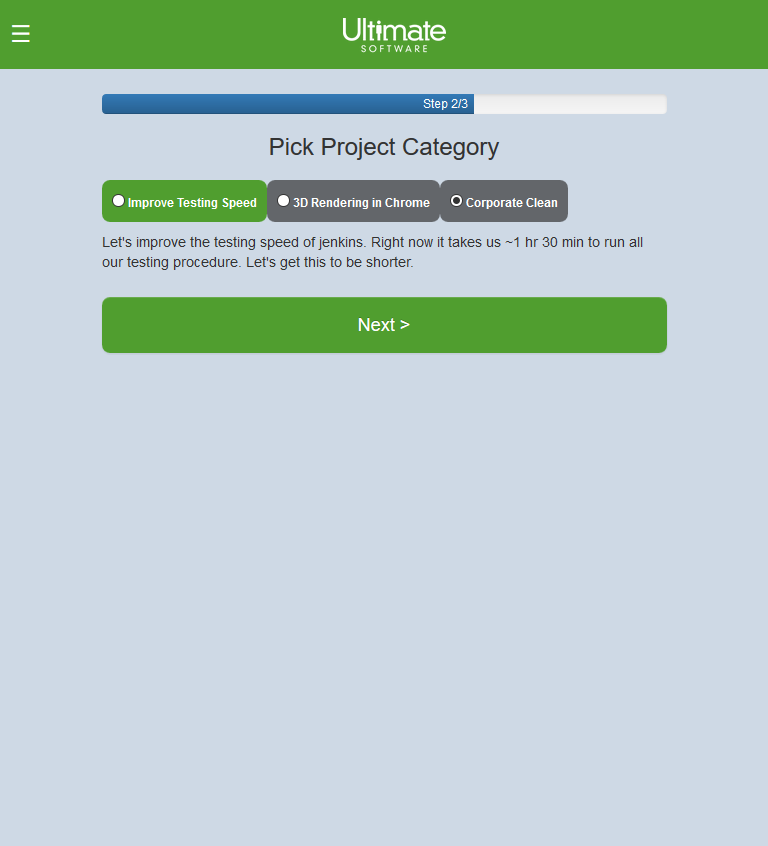 Ultimate
SOFTWARE
Step 2/3
Pick Project Category
Improve Testing Speed
3D Rendering in Chrome
Corporate Clean
Let's improve the testing speed of jenkins. Right now it takes us ~1 hr 30 min to run all
our testing procedure. Let's get this to be shorter.
Next >